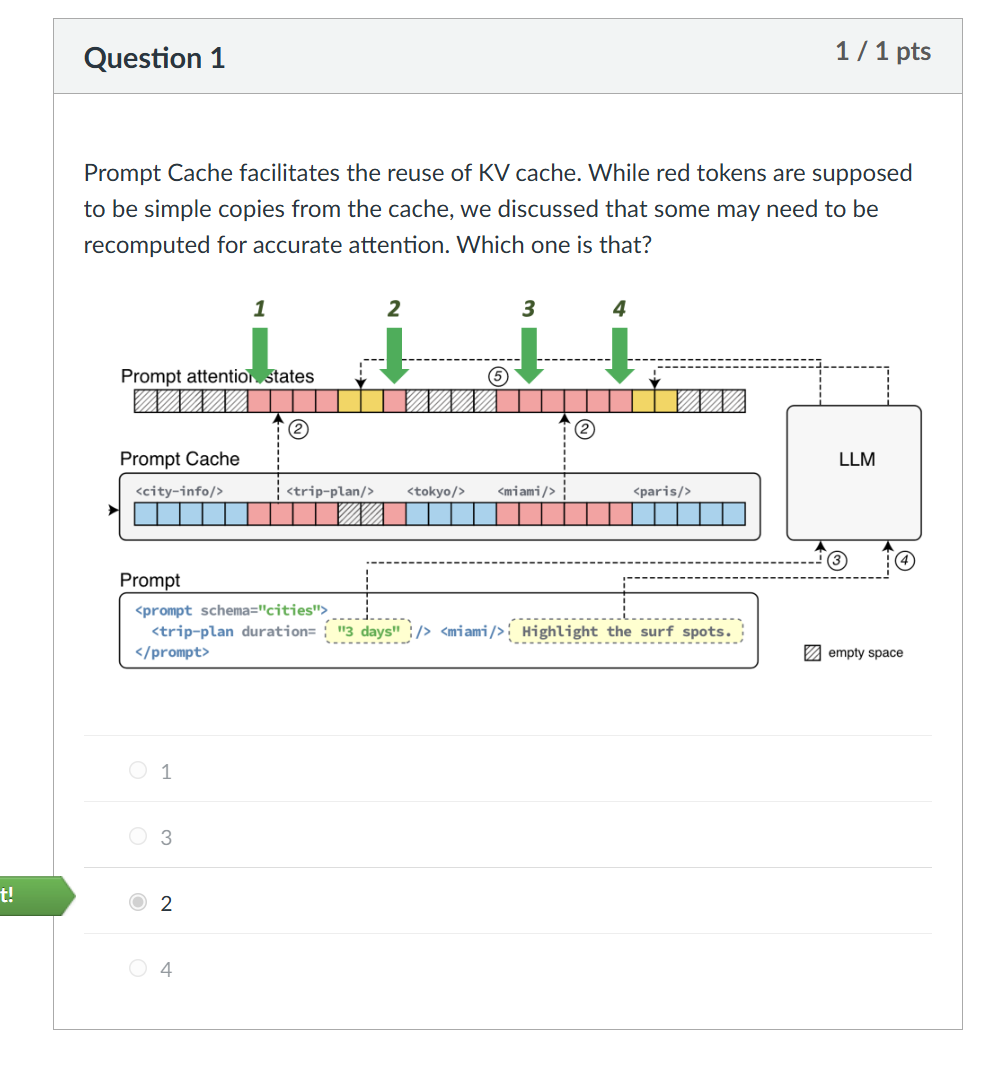 Question 1
1 / 1 pts
Prompt Cache facilitates the reuse of KV cache. While red tokens are supposed
to be simple copies from the cache, we discussed that some may need to be
recomputed for accurate attention. Which one is that?
1 2 3 4
Prompt attention states
5
2 2
Prompt Cache
LLM
<city-info/> <trip-plan/> <tokyo/> <miami/> <paris/>
3 4
Prompt
<prompt schema="cities">
<trip-plan duration= "3 days" /> <miami/> Highlight the surf spots.
</prompt>
empty space
1
3
t!
2
4